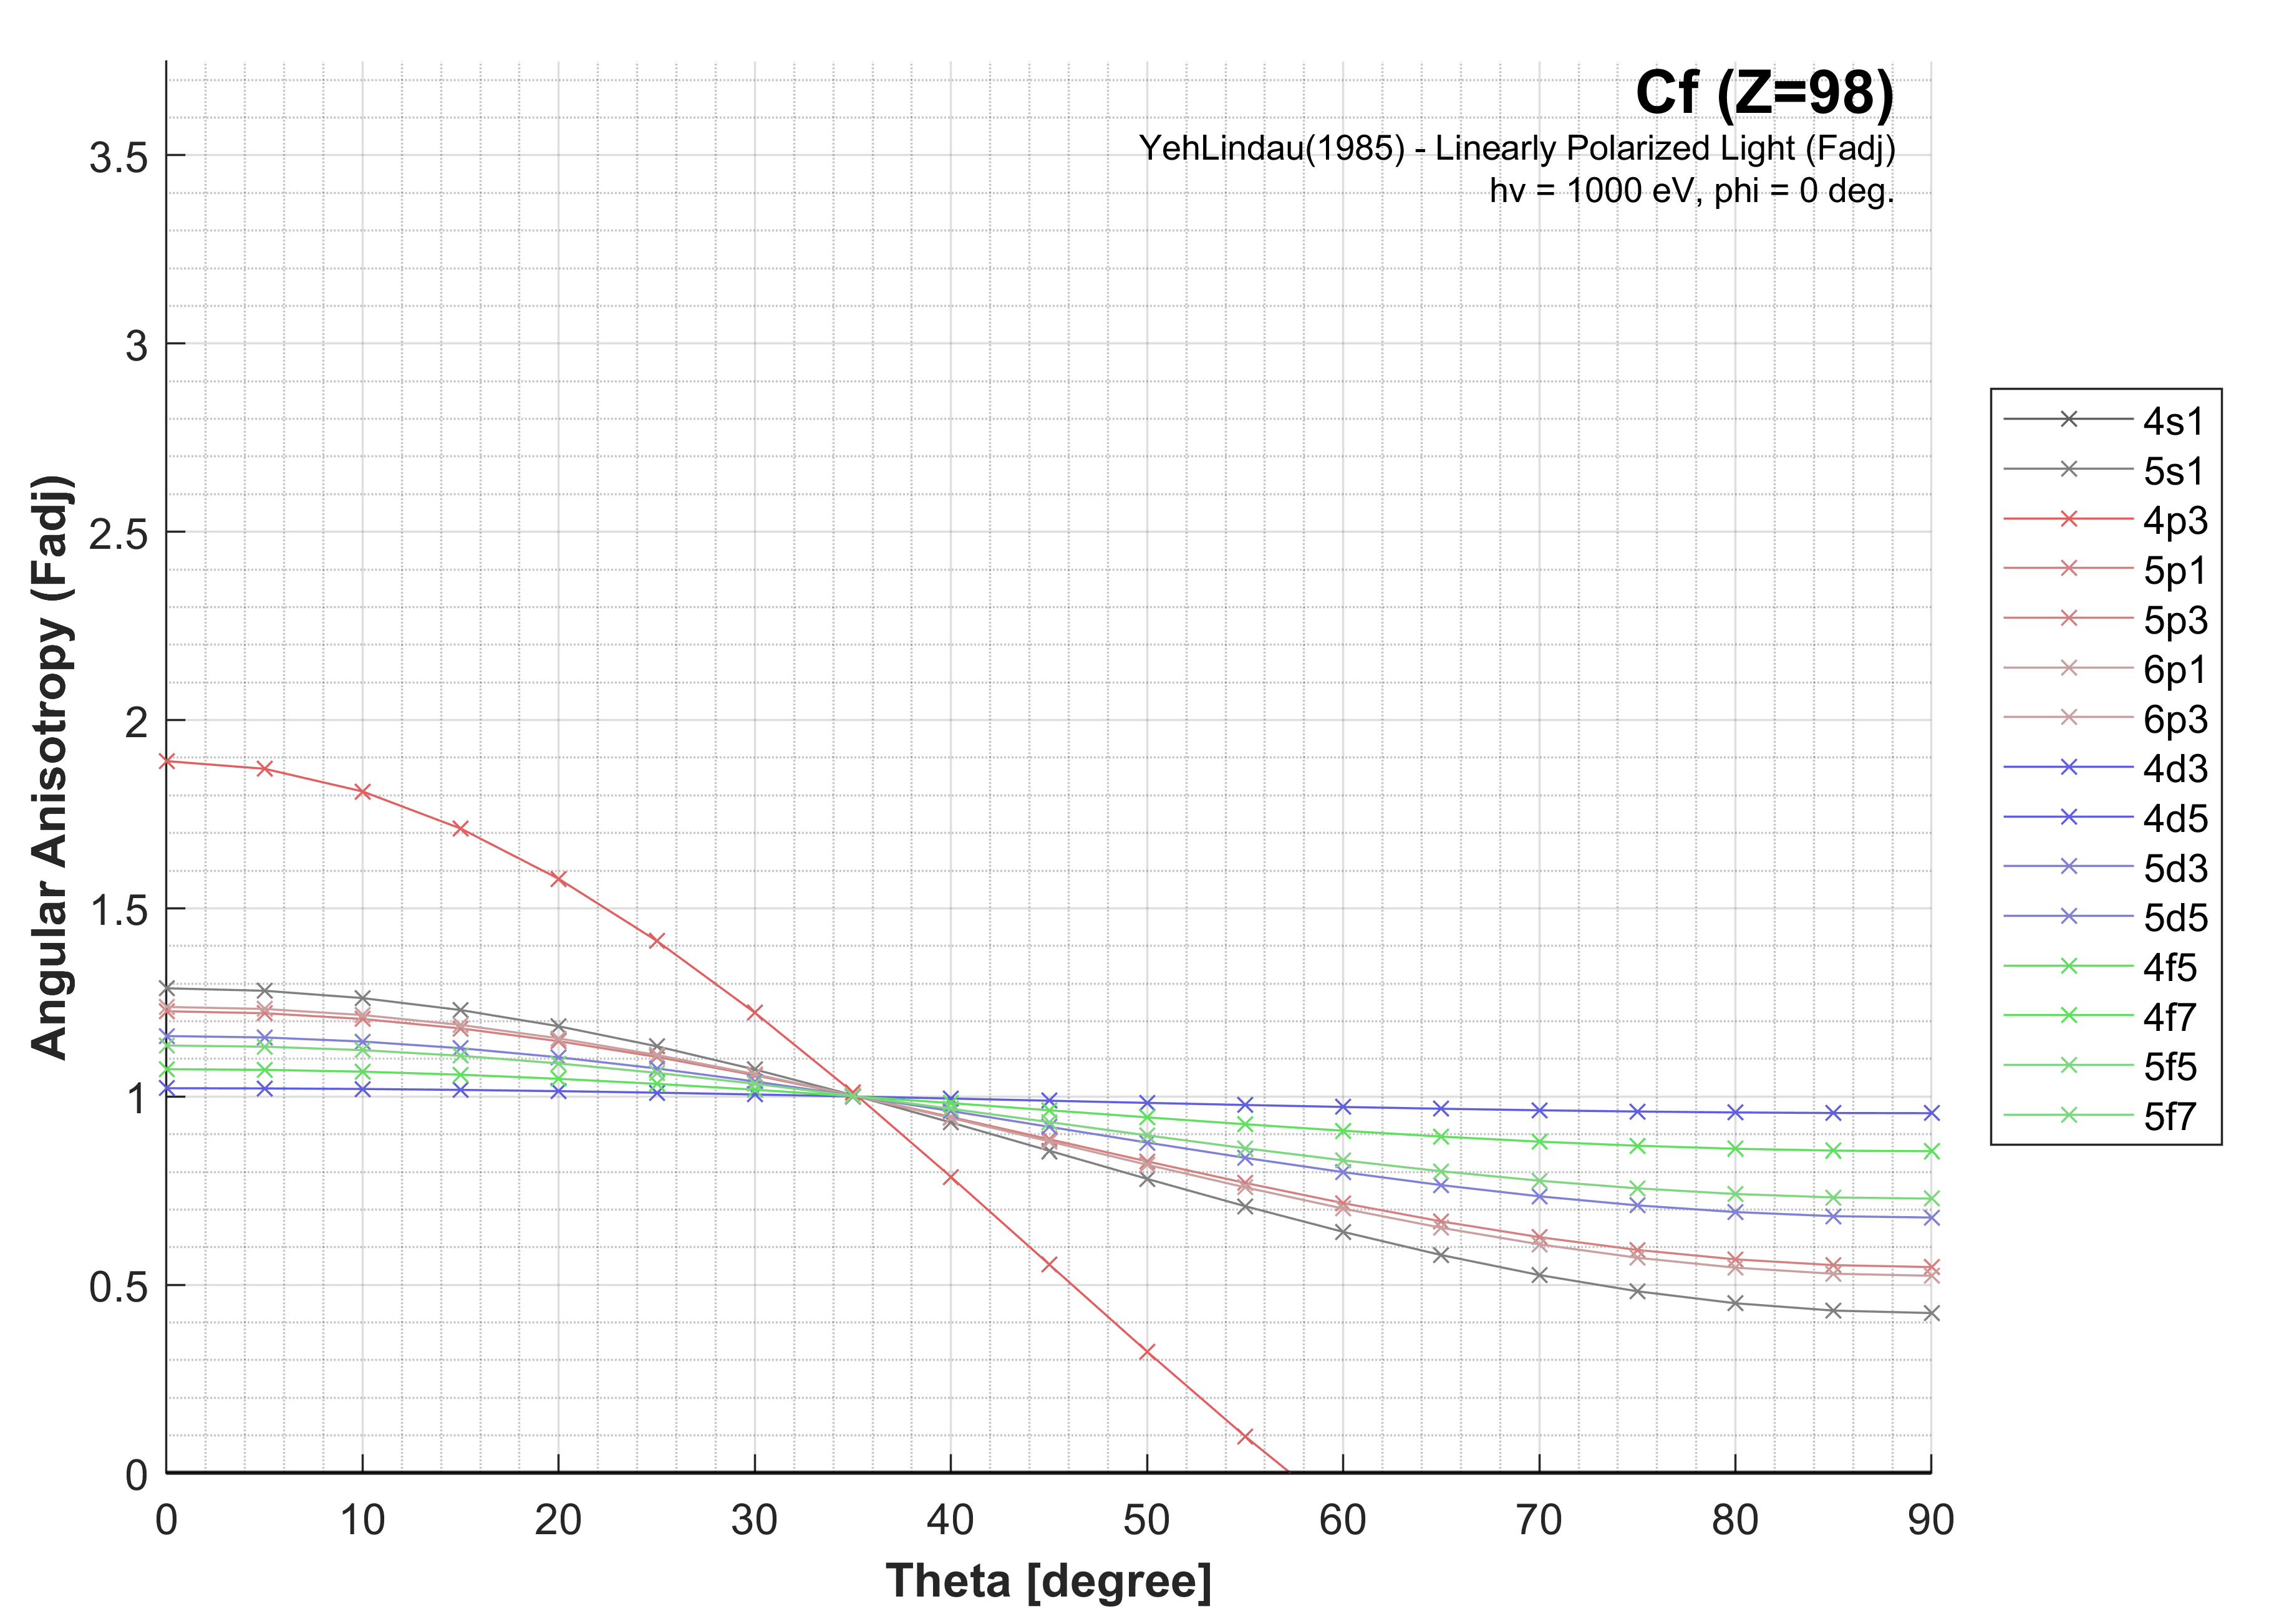 Cf (Z=98)
YehLindau(1985) - Linearly Polarized Light (Fadj)
hv = 1000 eV, phi = 0 deg.
Angular Anisotropy (Fadj)
3.5
3
2.5
2
1.5
1
0.5
0
0 10 20 30 40 50 60 70 80 90
Theta [degree]
4s1
5s1
4p3
5p1
5p3
6p1
6p3
4d3
4d5
5d3
5d5
4f5
4f7
5f5
5f7